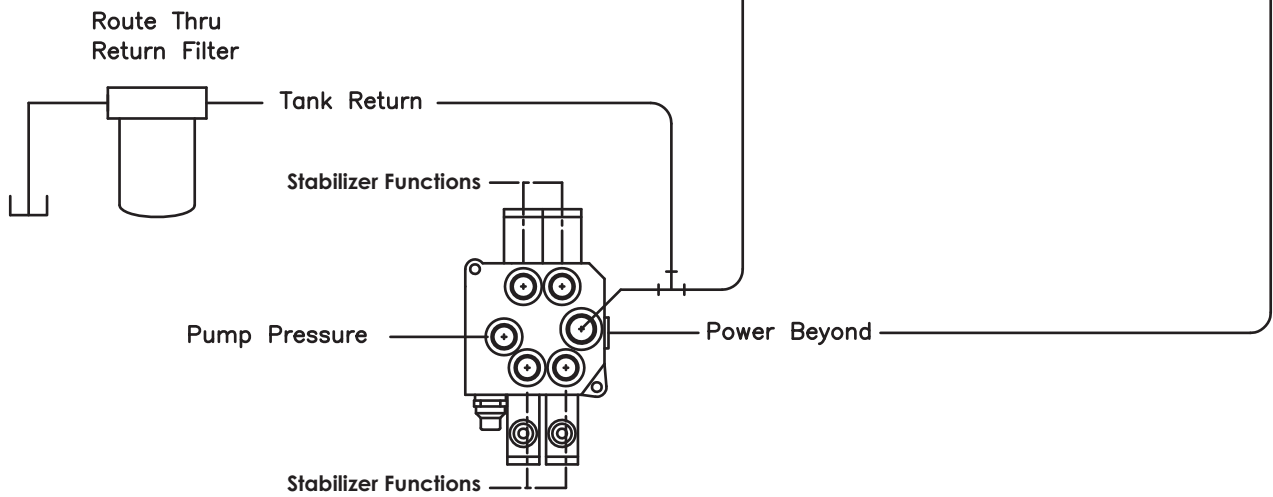 Route Thru
Return Filter
Tank Return
Stabilizer Functions
Pump Pressure
Power Beyond
Stabilizer Functions